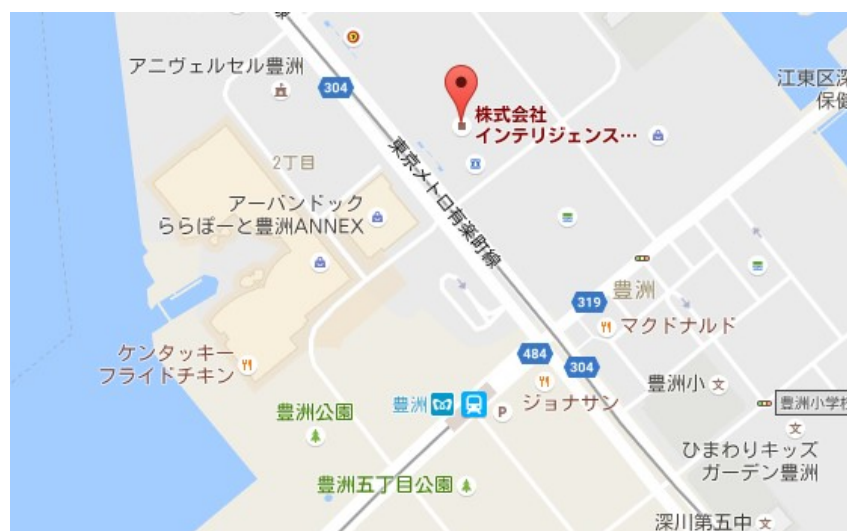 アニヴェルセル豊洲
304
株式会社
インテリジェンス…
江東区深
保健
2丁目
東京メトロ有楽町線
アーバンドック
ららぽーと豊洲ANNEX
319
豊洲
マクドナルド
ケンタッキー
フライドチキン
484
304
豊洲小
文
豊洲
P
ジョナサン
豊洲小学校
豊洲公園
文
ひまわりキッズ
ガーデン豊洲
豊洲五丁目公園
深川第五中
文